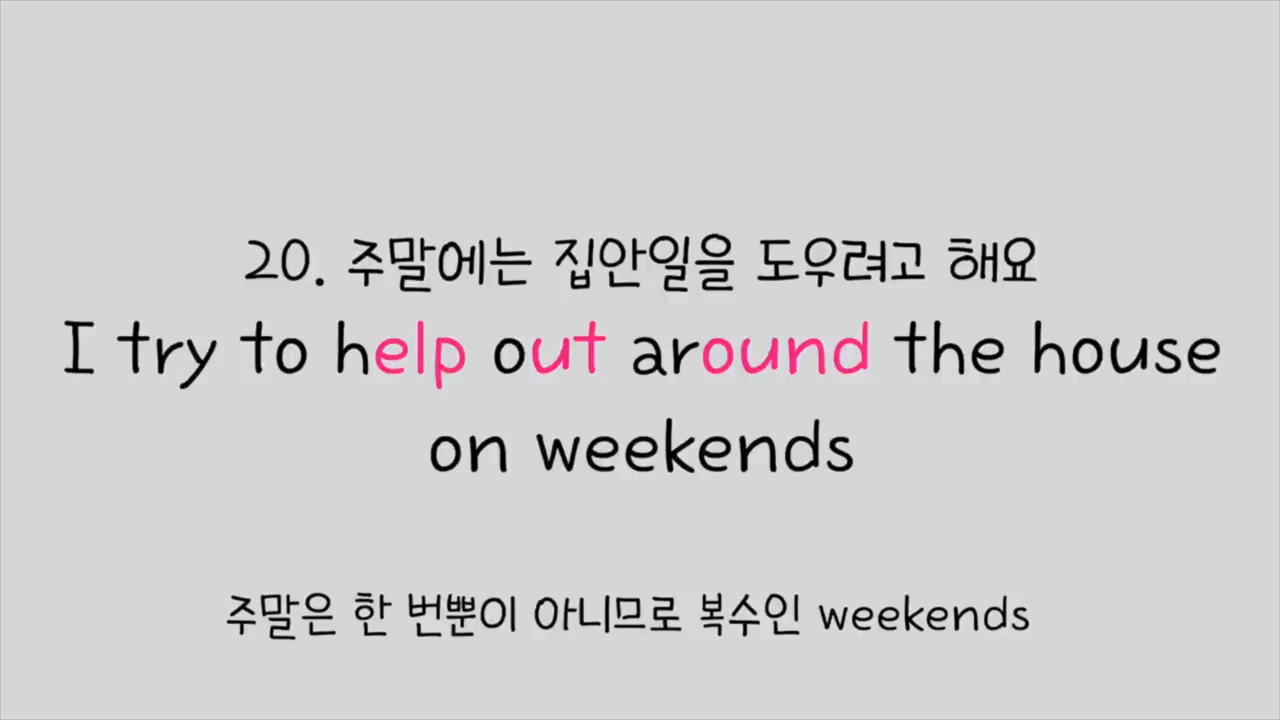 20. 주말에는 집안일을 도우려고 해요
I try to help out around the house
on weekends
주말은 한 번뿐이 아니므로 복수인 weekends